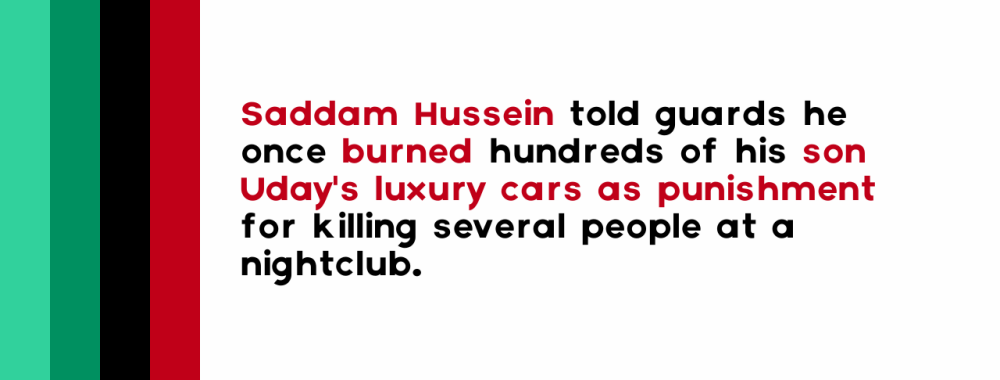 Saddam Hussein told guards he
once burned hundreds of his son
Uday's luxury cars as punishment
for killing several people at a
nightclub.